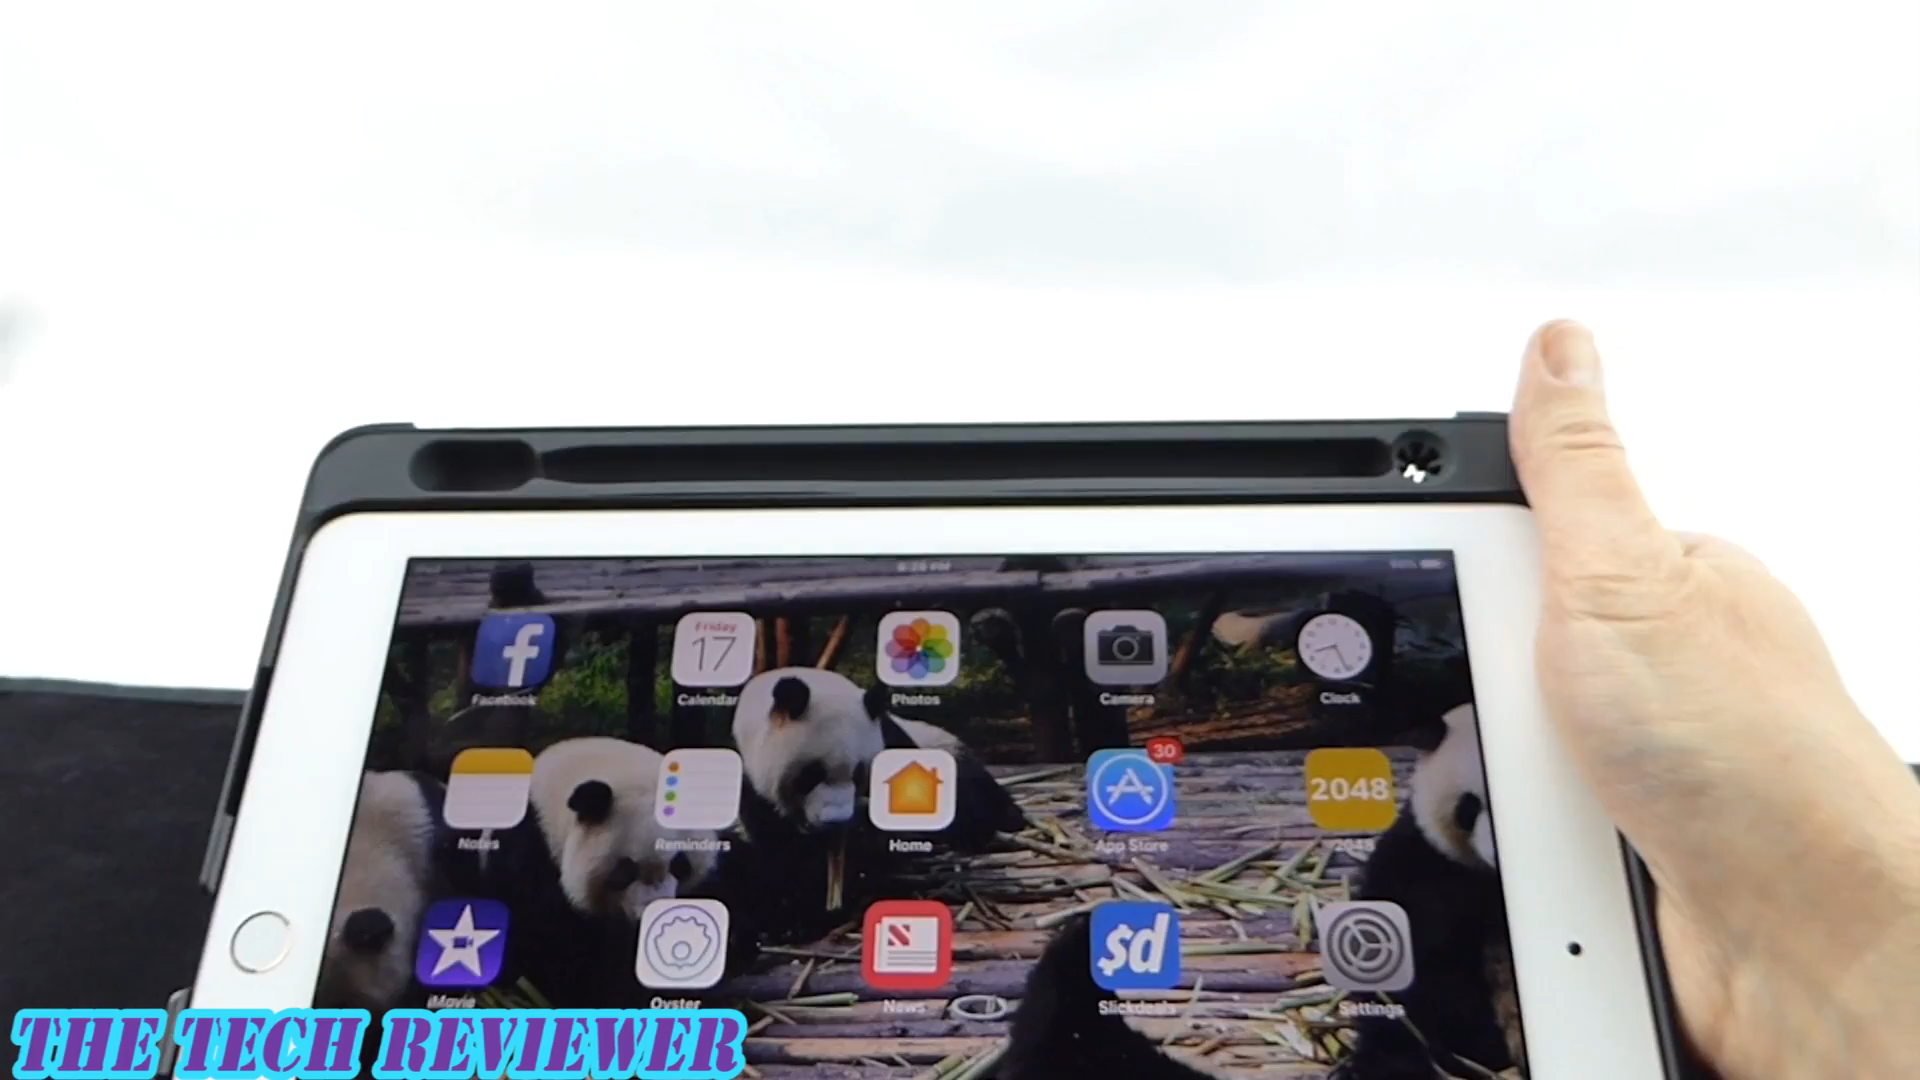 Friday
17
Facebook
Calendar
Photos
Camera
Clock
30
2048
Notes
Reminders
Home
App Store
2048
$d
iMovie
Oyster
News
Slickdeals
Settings
THE TECH REVIEWER